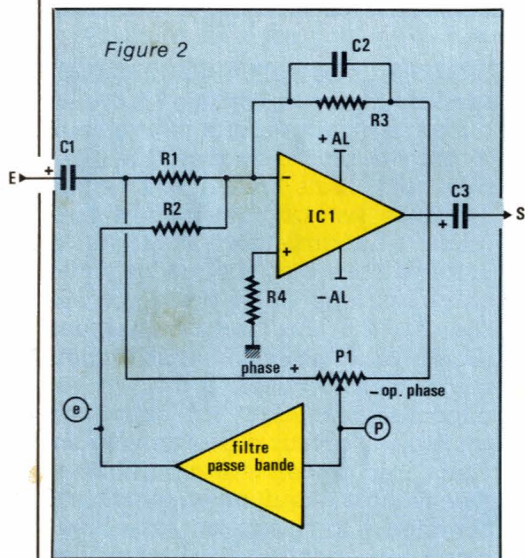 Figure 2
C2
R3
C1
+ AL
E
+
R1
R2
-
IC1
+
C3
+
S
R4
- AL
phase +
P1
- op. phase
e
P
filtre
passe bande